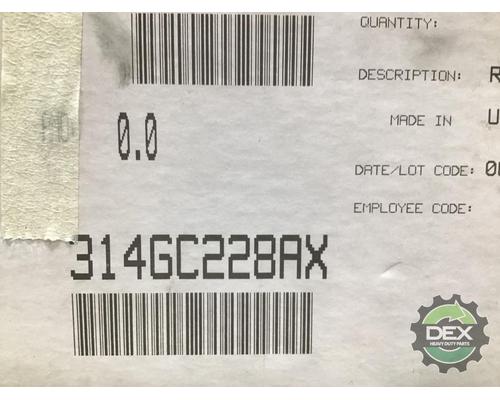 QUANTITY:
DESCRIPTION: R
MADE IN U
0.0
DATE/LOT CODE: 0
EMPLOYEE CODE:
314GC228AX
DEX
HEAVY DUTY PARTS